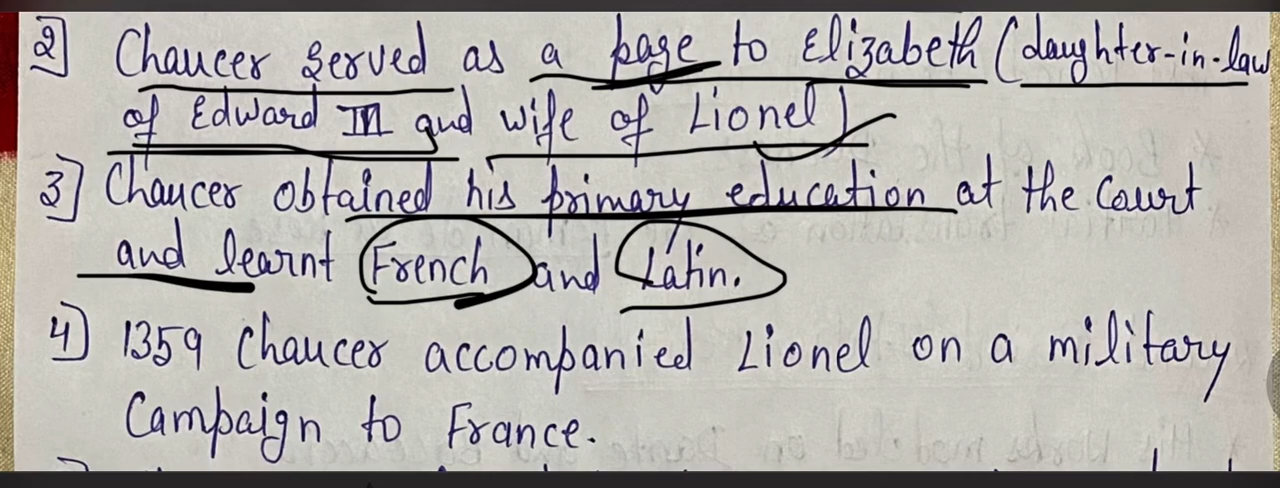 2] Chaucer Served as a page to Elizabeth (daughter-in-law
of Edward III and wife of Lionel)
3] Chaucer obtained his primary education at the Court
and learnt French and Latin.
4) 1359 Chaucer accompanied Lionel on a military
Campaign to France.